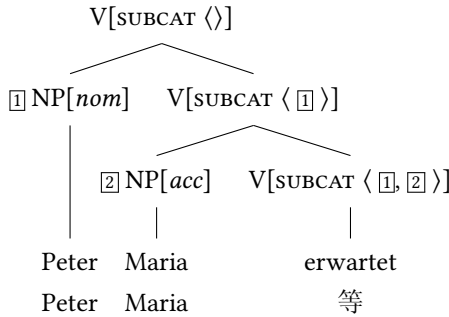 V[SUBCAT ⟨⟩]
1 NP[nom] V[SUBCAT ⟨ 1 ⟩]
2 NP[acc] V[SUBCAT ⟨ 1, 2 ⟩]
Peter Maria erwartet
Peter Maria 等